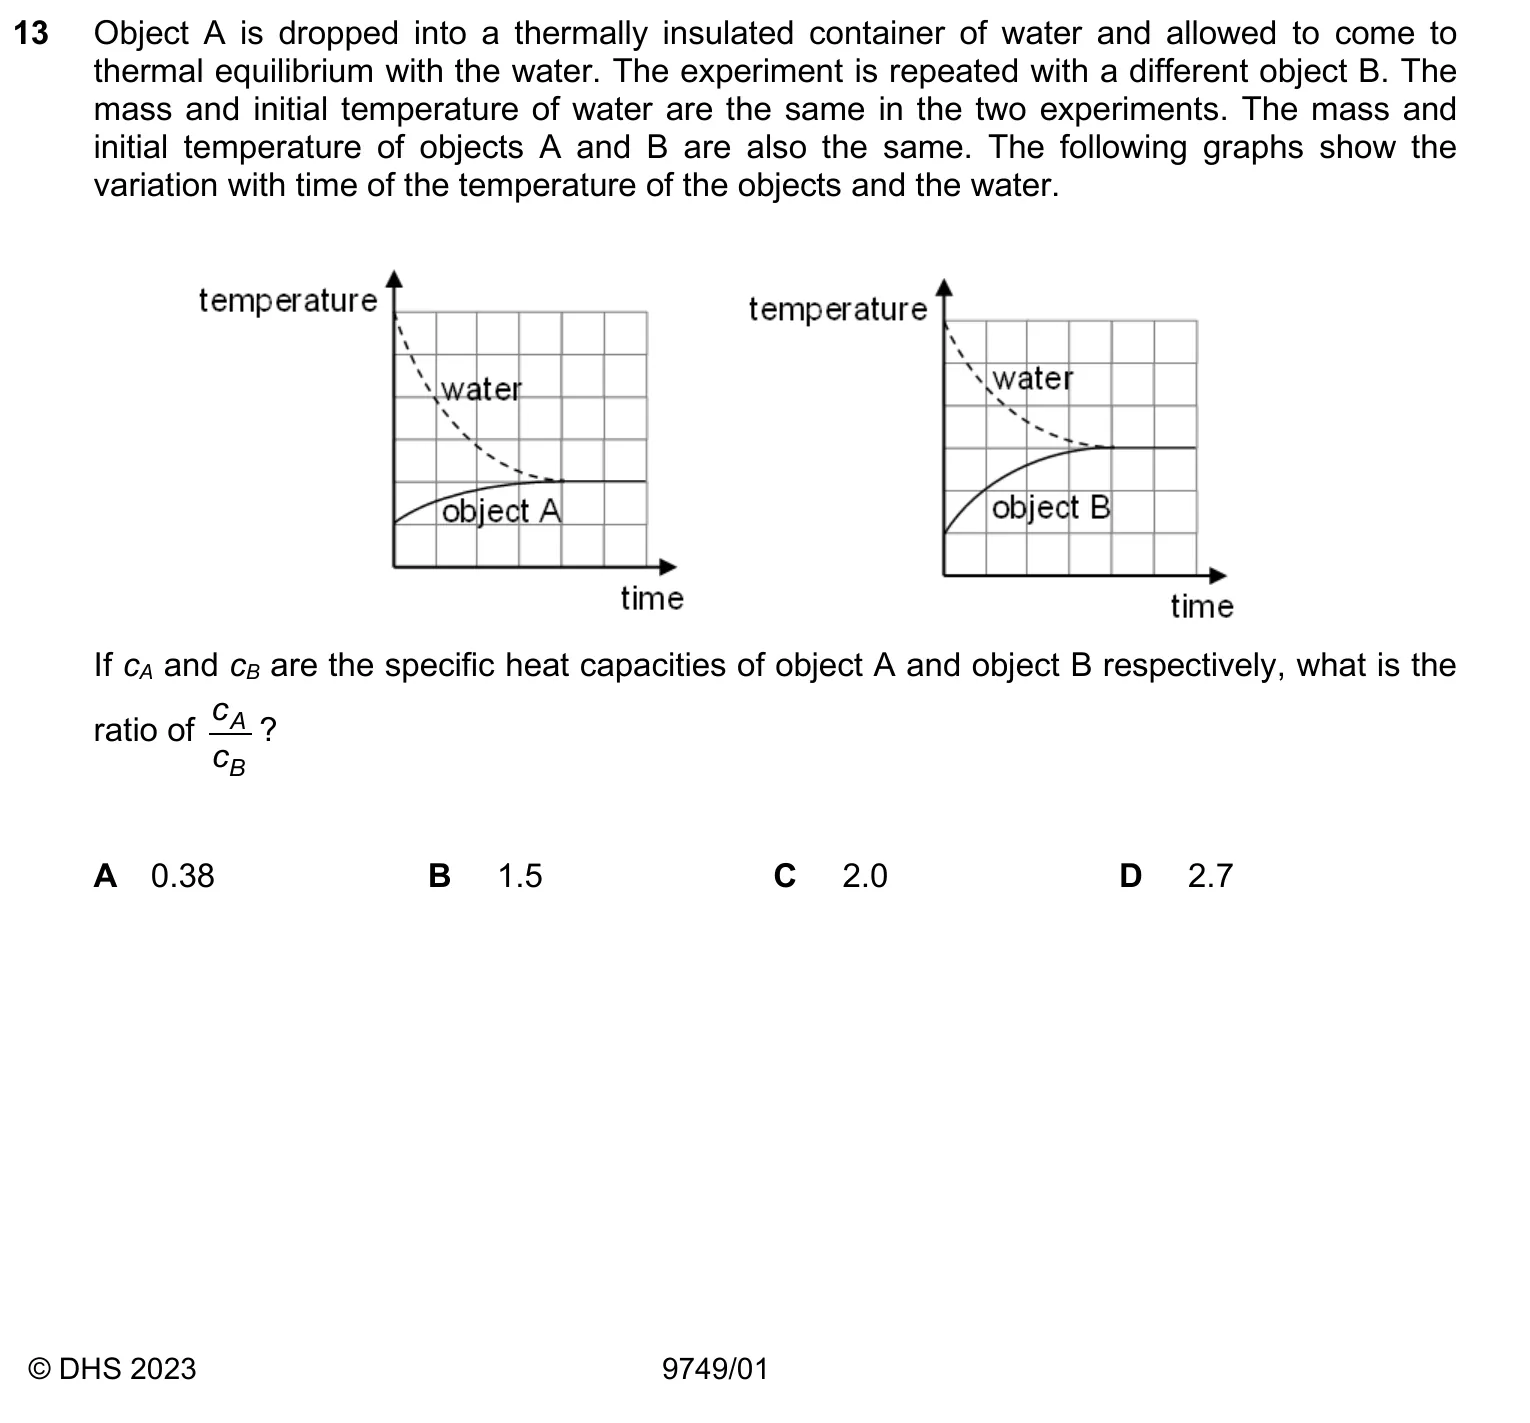 13 Object A is dropped into a thermally insulated container of water and allowed to come to
thermal equilibrium with the water. The experiment is repeated with a different object B. The
mass and initial temperature of water are the same in the two experiments. The mass and
initial temperature of objects A and B are also the same. The following graphs show the
variation with time of the temperature of the objects and the water.
temperature
water
object A
time
temperature
water
object B
time
If cA and cB are the specific heat capacities of object A and object B respectively, what is the
ratio of cA/cB ?
A 0.38 B 1.5 C 2.0 D 2.7
© DHS 2023 9749/01